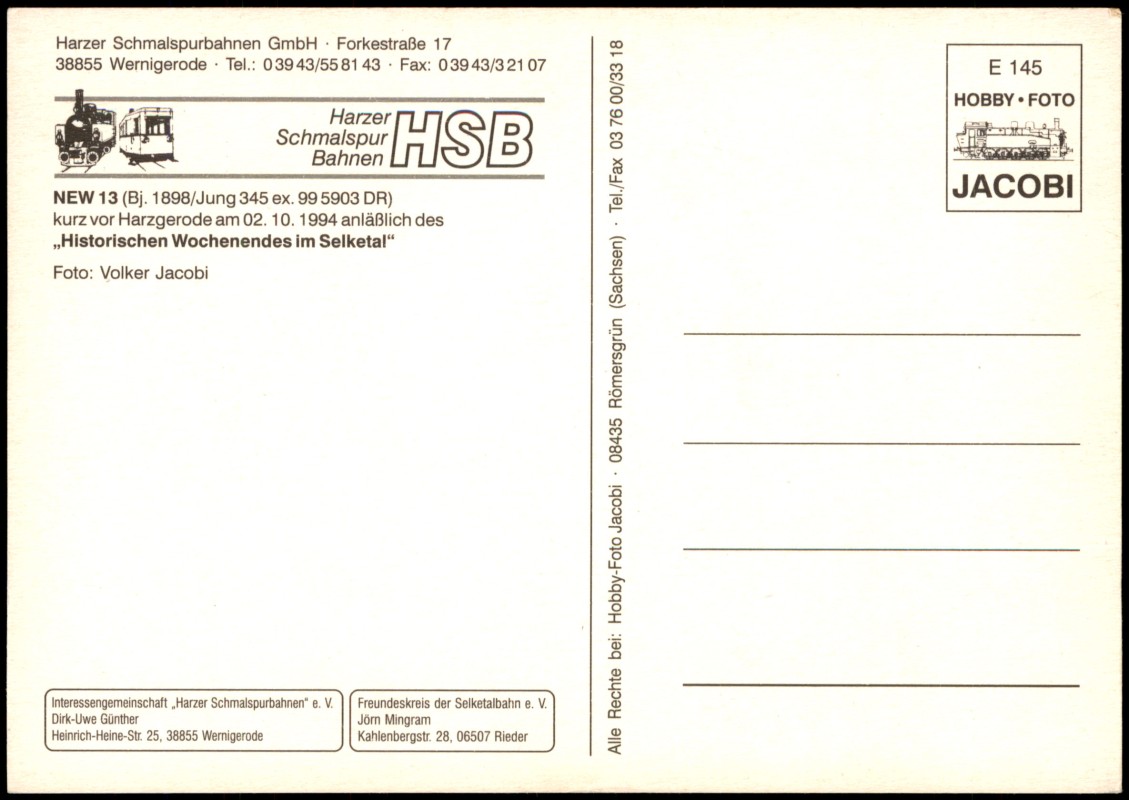 Harzer Schmalspurbahnen GmbH · Forkestraße 17
38855 Wernigerode · Tel.: 0 39 43/55 81 43 · Fax: 0 39 43/3 21 07
Harzer
Schmalspur
Bahnen
HSB
NEW 13 (Bj. 1898/Jung 345 ex. 99 5903 DR)
kurz vor Harzgerode am 02. 10. 1994 anläßlich des
„Historischen Wochenendes im Selketal“
Foto: Volker Jacobi
Interessengemeinschaft „Harzer Schmalspurbahnen“ e. V.
Dirk-Uwe Günther
Heinrich-Heine-Str. 25, 38855 Wernigerode
Freundeskreis der Selketalbahn e. V.
Jörn Mingram
Kahlenbergstr. 28, 06507 Rieder
Alle Rechte bei: Hobby-Foto Jacobi · 08435 Römersgrün (Sachsen) · Tel./Fax 03 76 00/33 18
E 145
HOBBY • FOTO
JACOBI